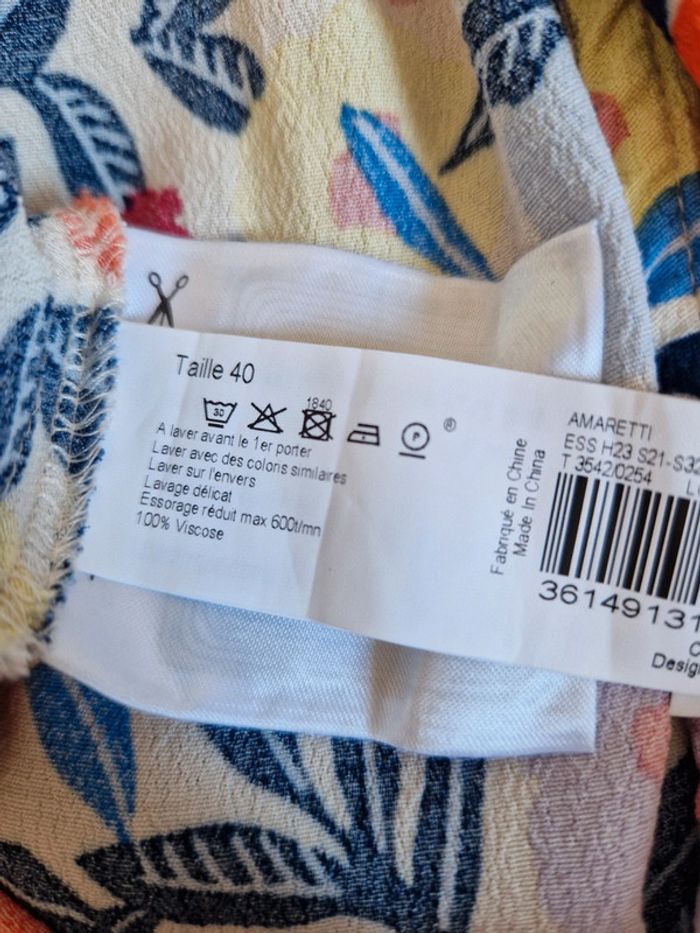 Taille 40
30
1840
P
®
A laver avant le 1er porter
Laver avec des coloris similaires
Laver sur l'envers
Lavage délicat
Essorage réduit max 600t/mn
100% Viscose
Fabriqué en Chine
Made In China
AMARETTI
ESS H23 S21-S37
T 3542/0254
36149131
Desig